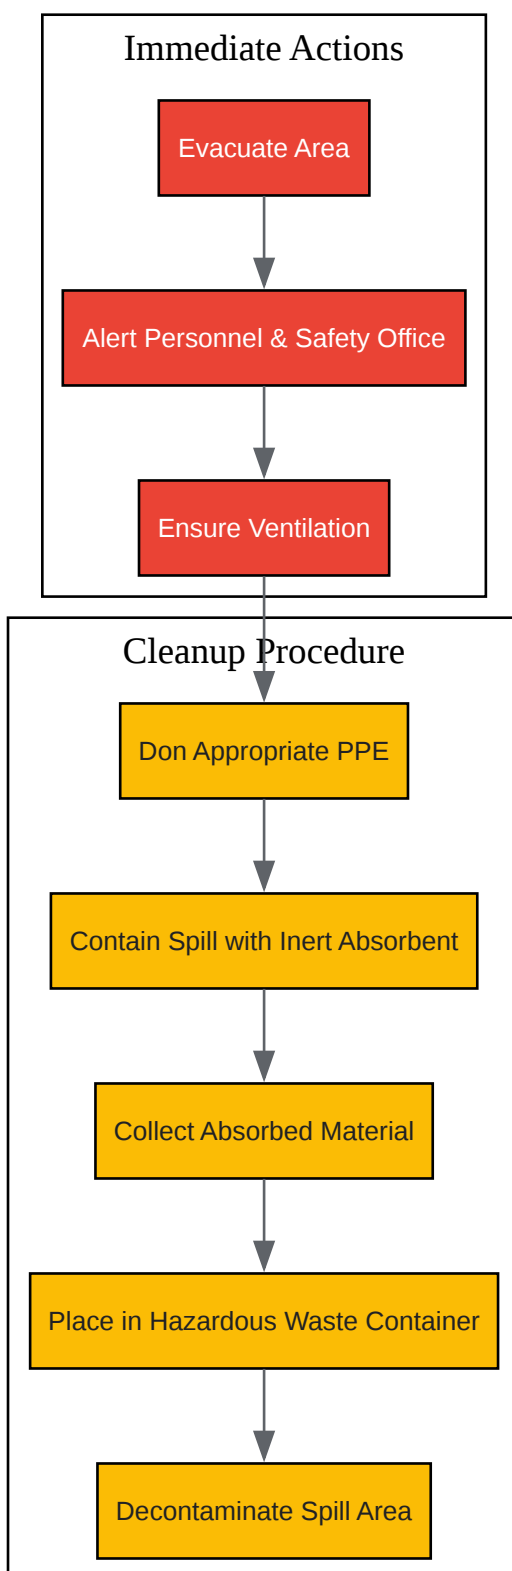 Immediate Actions
Evacuate Area
Alert Personnel & Safety Office
Ensure Ventilation
Cleanup Procedure
Don Appropriate PPE
Contain Spill with Inert Absorbent
Collect Absorbed Material
Place in Hazardous Waste Container
Decontaminate Spill Area